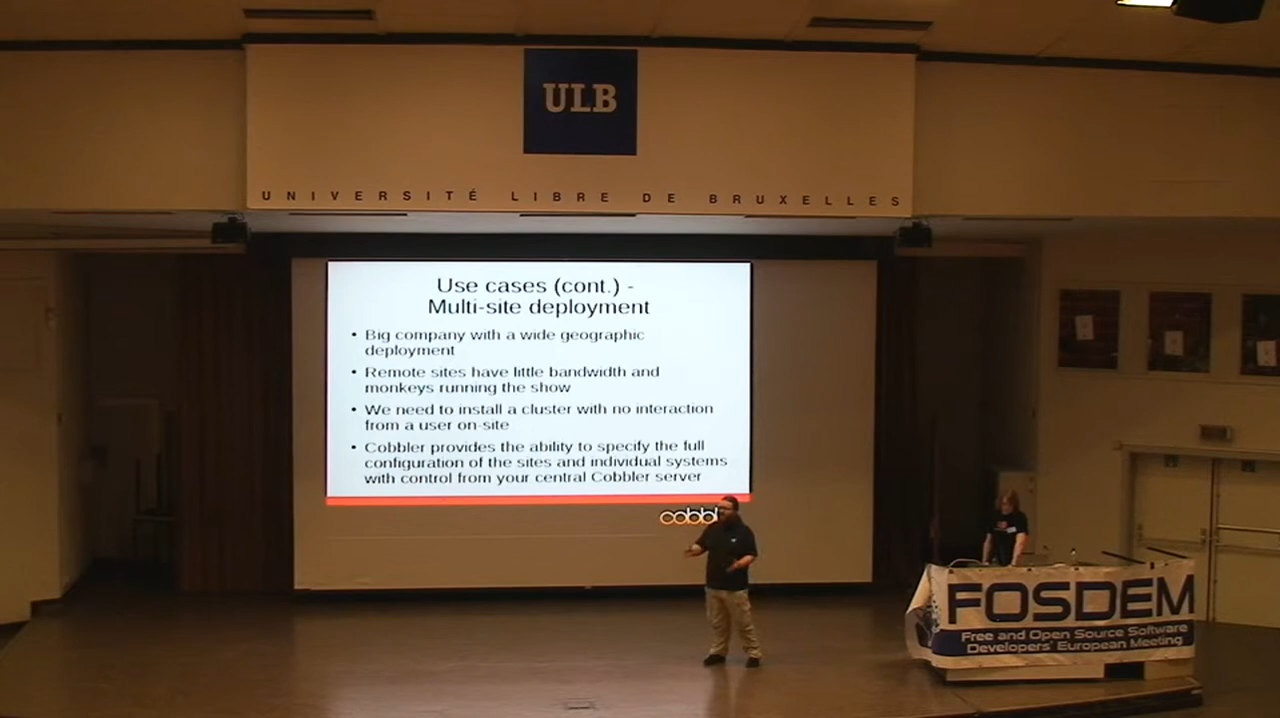 ULB
UNIVERSITÉ LIBRE DE BRUXELLES
Use cases (cont.) -
Multi-site deployment
• Big company with a wide geographic
deployment
• Remote sites have little bandwidth and
monkeys running the show
• We need to install a cluster with no interaction
from a user on-site
• Cobbler provides the ability to specify the full
configuration of the sites and individual systems
with control from your central Cobbler server
cobbl
FOSDEM
Free and Open Source Software
Developers' European Meeting